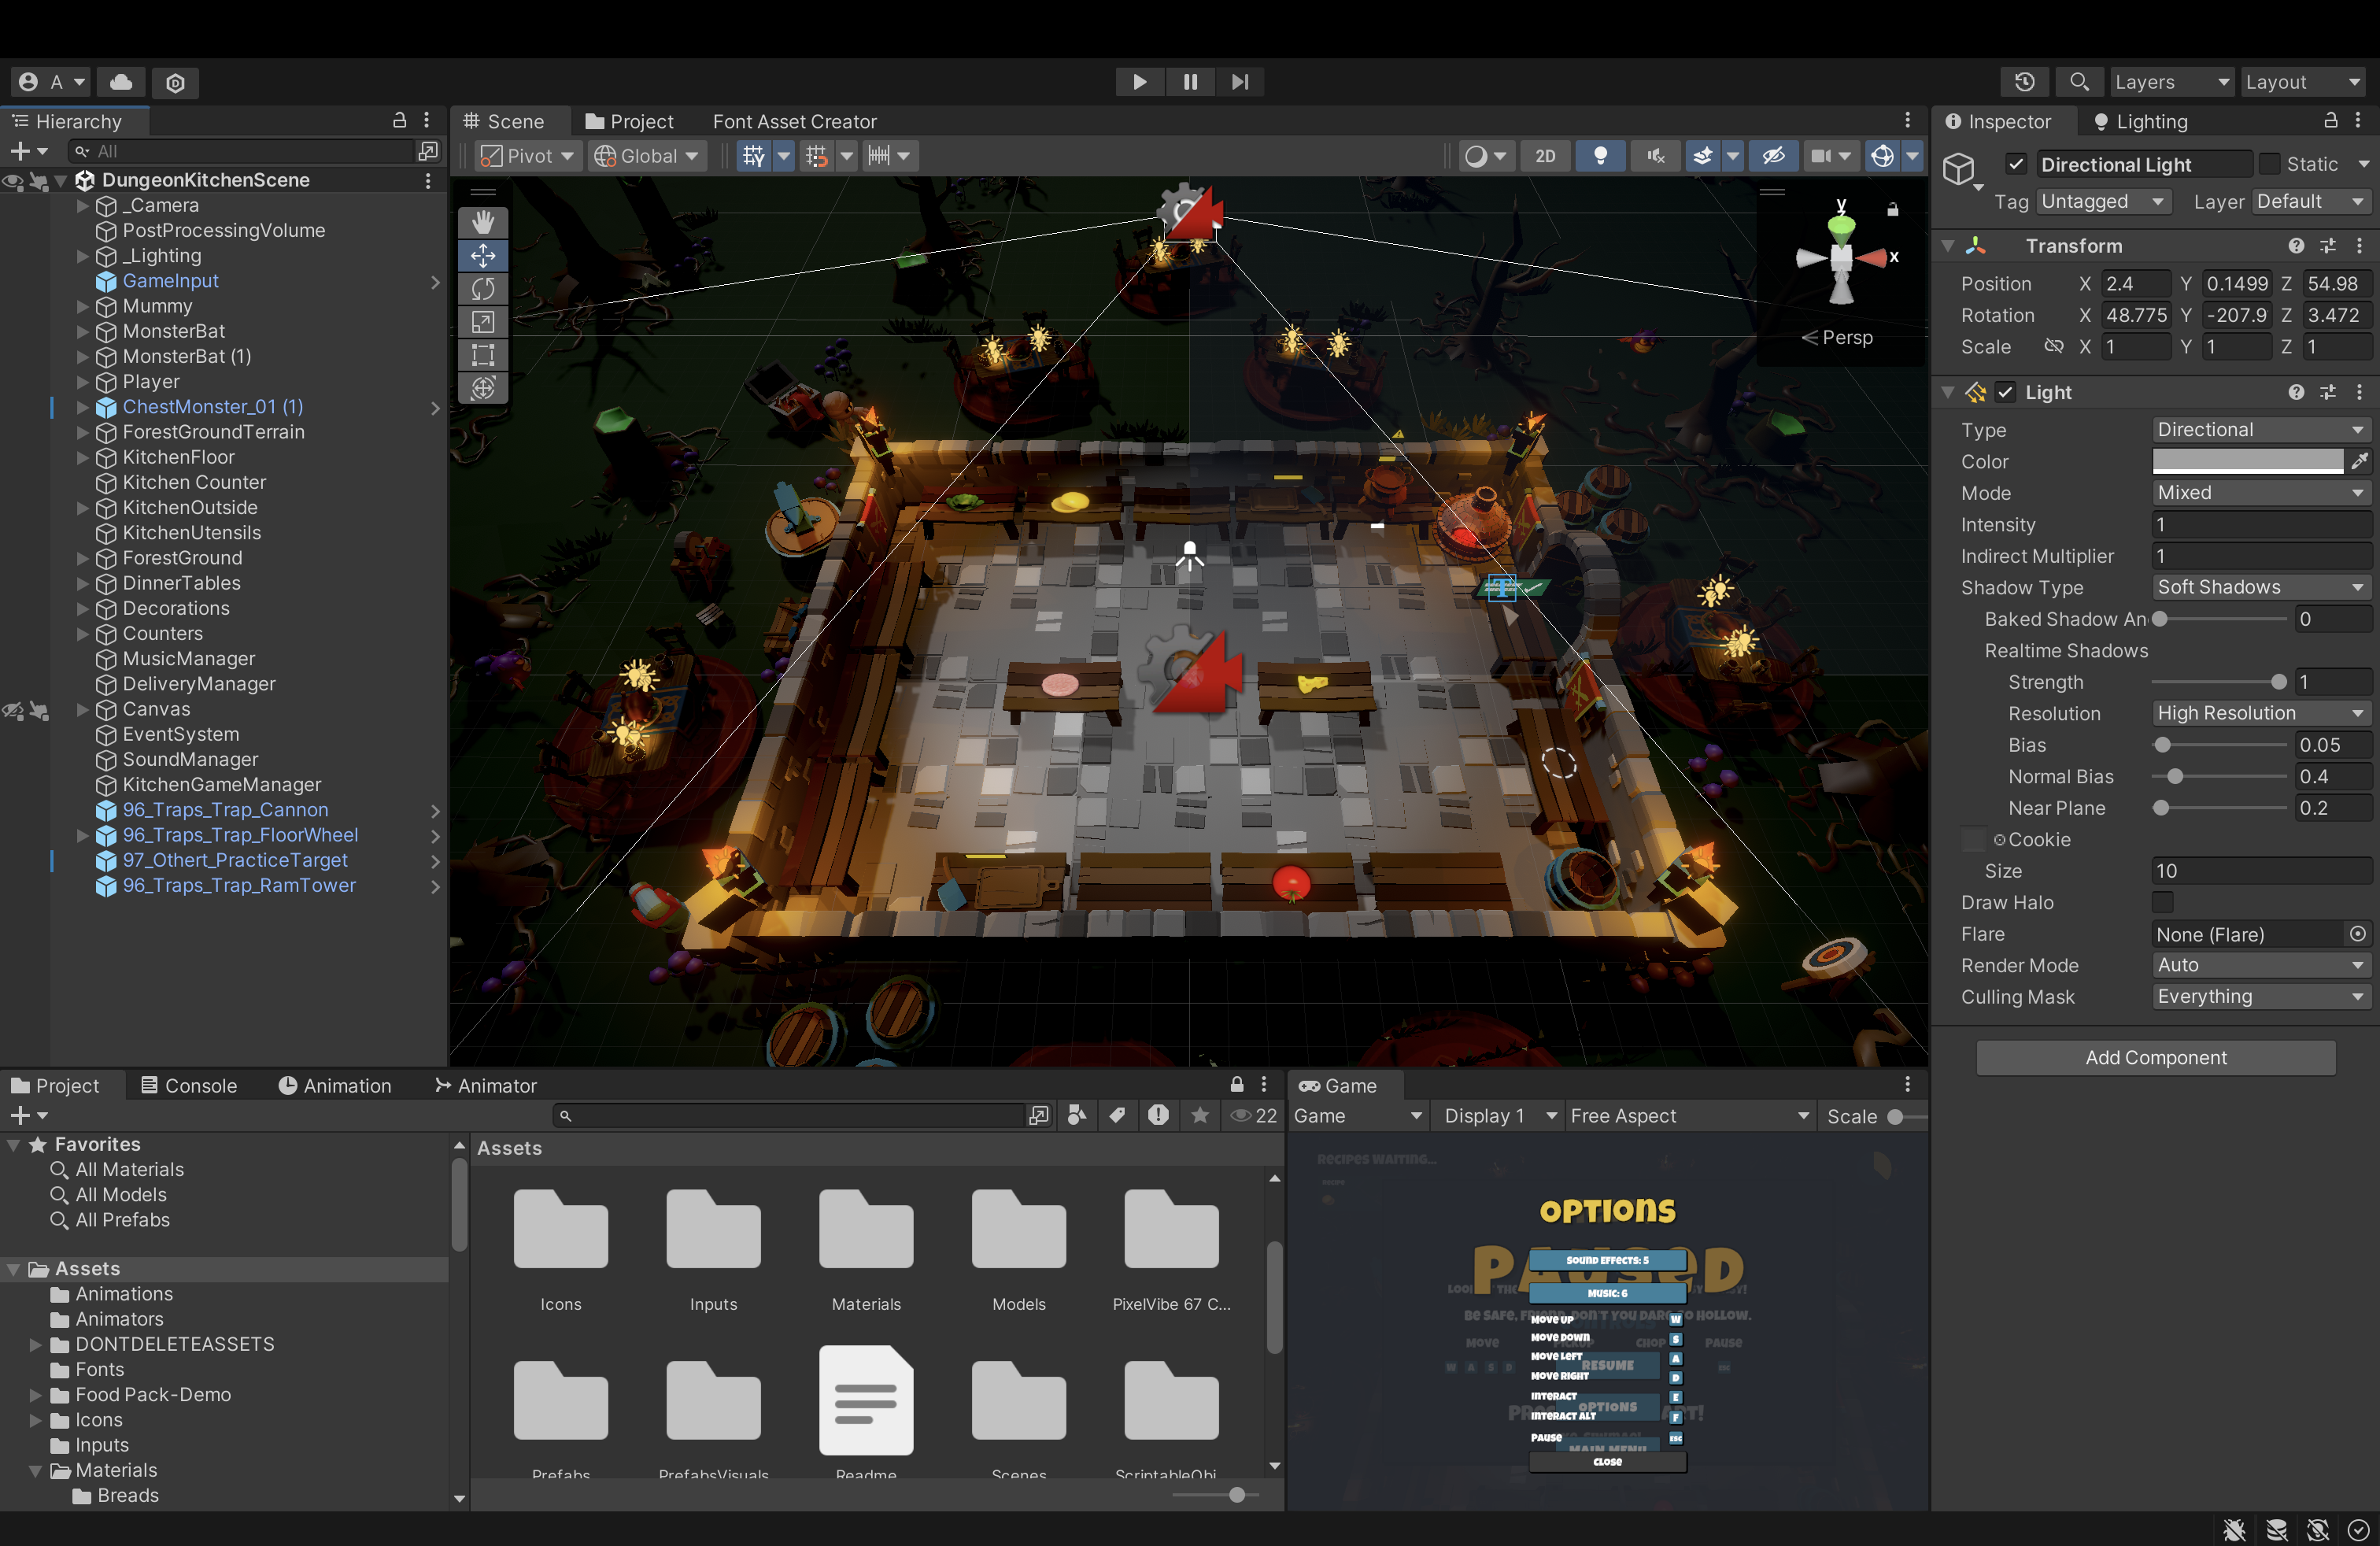 A
Layers
Layout
Hierarchy
All
DungeonKitchenScene
_Camera
PostProcessingVolume
_Lighting
GameInput
Mummy
MonsterBat
MonsterBat (1)
Player
ChestMonster_01 (1)
ForestGroundTerrain
KitchenFloor
Kitchen Counter
KitchenOutside
KitchenUtensils
ForestGround
DinnerTables
Decorations
Counters
MusicManager
DeliveryManager
Canvas
EventSystem
SoundManager
KitchenGameManager
96_Traps_Trap_Cannon
96_Traps_Trap_FloorWheel
97_Othert_PracticeTarget
96_Traps_Trap_RamTower
Scene
Project
Font Asset Creator
Pivot
Global
2D
y
x
Persp
Inspector
Lighting
Directional Light
Static
Tag Untagged
Layer Default
Transform
Position X 2.4 Y 0.1499 Z 54.98
Rotation X 48.775 Y -207.9 Z 3.472
Scale X 1 Y 1 Z 1
Light
Type Directional
Color
Mode Mixed
Intensity 1
Indirect Multiplier 1
Shadow Type Soft Shadows
Baked Shadow An 0
Realtime Shadows
Strength 1
Resolution High Resolution
Bias 0.05
Normal Bias 0.4
Near Plane 0.2
Cookie
Size 10
Draw Halo
Flare None (Flare)
Render Mode Auto
Culling Mask Everything
Add Component
Project
Console
Animation
Animator
22
Favorites
All Materials
All Models
All Prefabs
Assets
Animations
Animators
DONTDELETEASSETS
Fonts
Food Pack-Demo
Icons
Inputs
Materials
Breads
Assets
Icons
Inputs
Materials
Models
PixelVibe 67 C...
Prefabs
PrefabsVisuals
Readme
Scenes
ScriptableObj...
Game
Game
Display 1
Free Aspect
Scale
RECIPES WAITING...
OPTIONS
PAUSED
SOUND EFFECTS: 5
MUSIC: 6
MOVE UP W
MOVE DOWN S
MOVE LEFT A
MOVE RIGHT D
INTERACT E
INTERACT ALT F
PAUSE ESC
CLOSE
MOVE
CHOP
PAUSE
W A S D
RESUME
OPTIONS
MAIN MENU